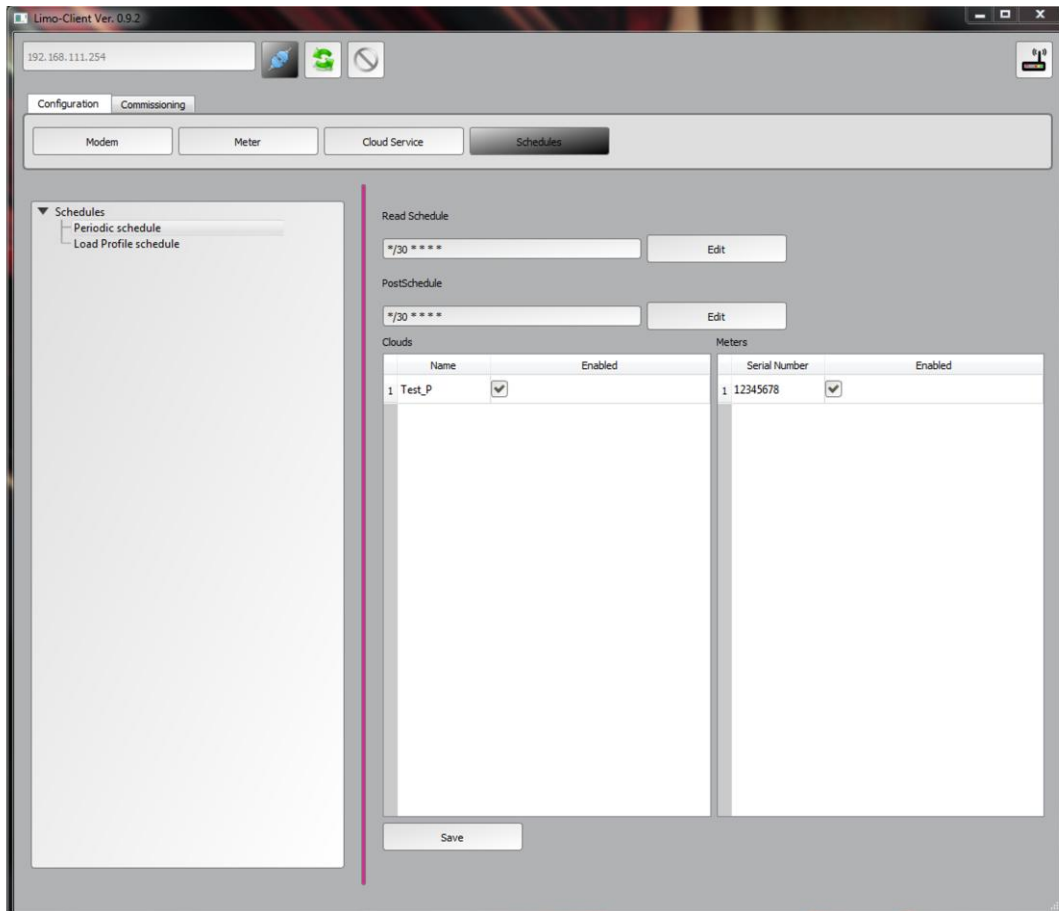 Limo-Client Ver. 0.9.2
192.168.111.254
Configuration Commissioning
Modem Meter Cloud Service Schedules
Schedules
Periodic schedule
Load Profile schedule
Read Schedule
*/30 * * * * Edit
PostSchedule
*/30 * * * * Edit
Clouds Meters
Name Enabled Serial Number Enabled
1 Test_P 1 12345678
Save